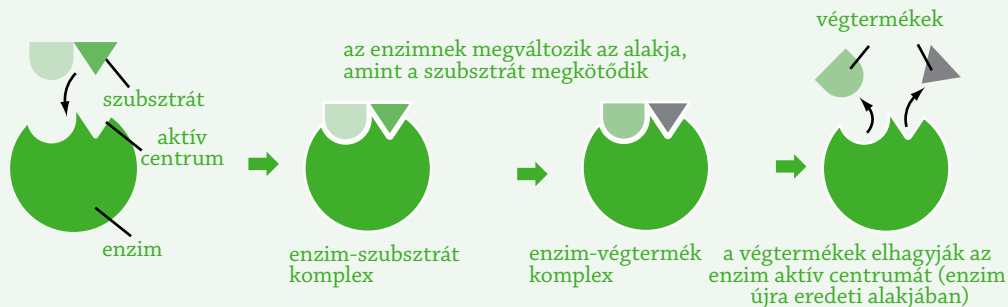 szubsztrát
aktív
centrum
enzim
az enzimnek megváltozik az alakja,
amint a szubsztrát megkötődik
enzim-szubsztrát
komplex
enzim-végtermék
komplex
végtermékek
a végtermékek elhagyják az
enzim aktív centrumát (enzim
újra eredeti alakjában)